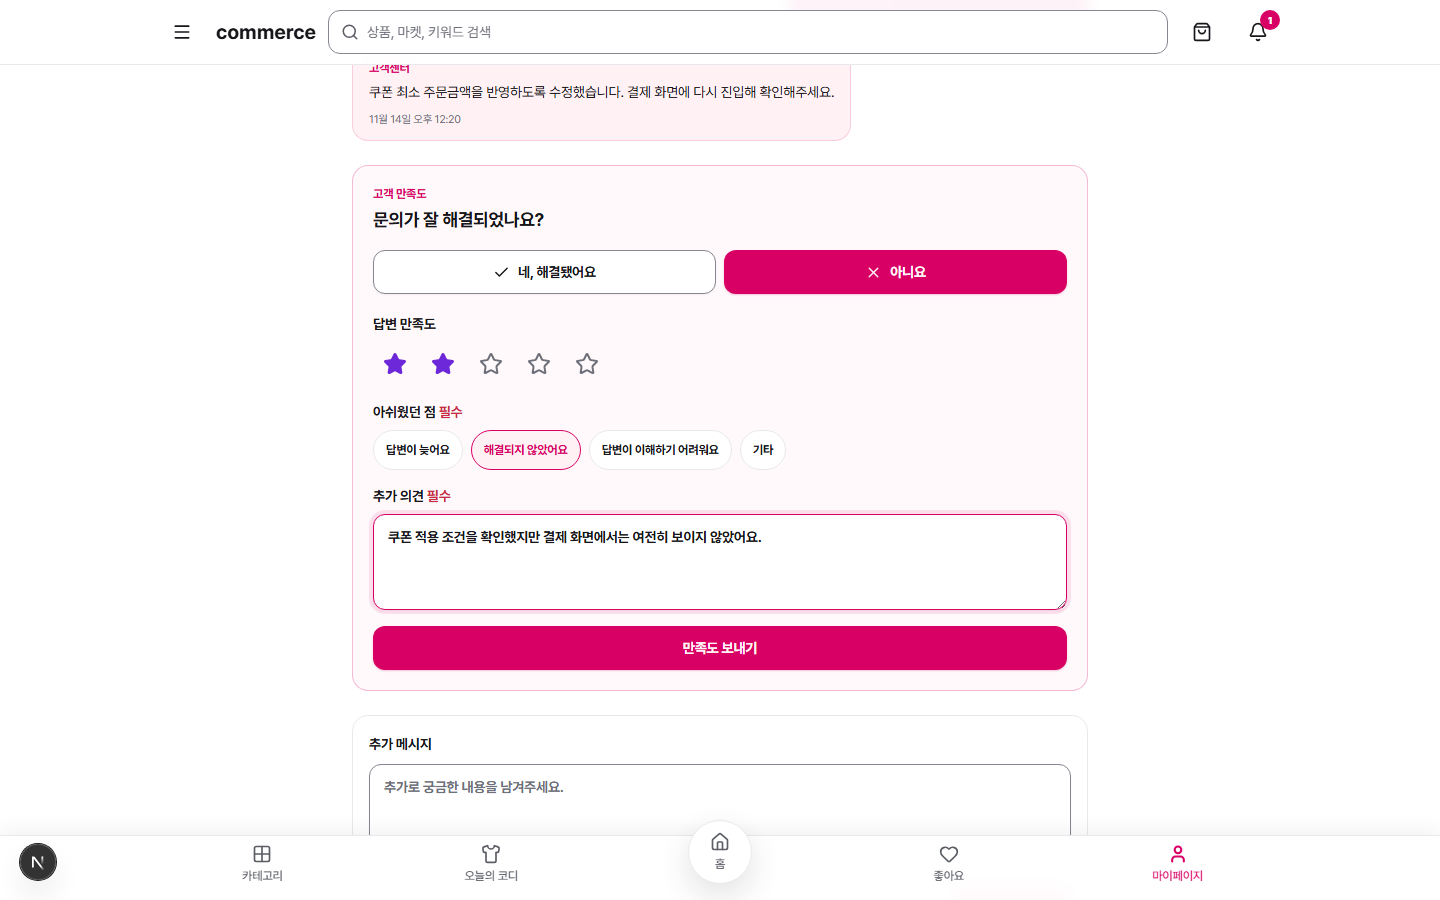 commerce
상품, 마켓, 키워드 검색
1
고객센터
쿠폰 최소 주문금액을 반영하도록 수정했습니다. 결제 화면에 다시 진입해 확인해주세요.
11월 14일 오후 12:20
고객 만족도
문의가 잘 해결되었나요?
네, 해결됐어요
아니요
답변 만족도
아쉬웠던 점 필수
답변이 늦어요
해결되지 않았어요
답변이 이해하기 어려워요
기타
추가 의견 필수
쿠폰 적용 조건을 확인했지만 결제 화면에서는 여전히 보이지 않았어요.
만족도 보내기
추가 메시지
추가로 궁금한 내용을 남겨주세요.
N
카테고리
오늘의 코디
홈
좋아요
마이페이지